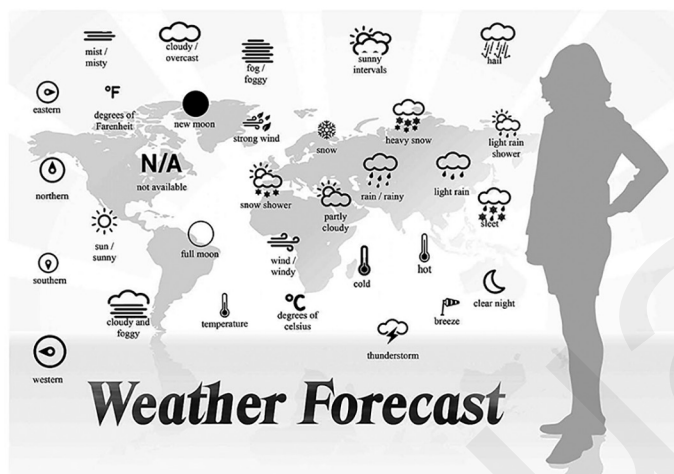 mist /
misty
cloudy /
overcast
fog /
foggy
sunny
intervals
hail
eastern
°F
degrees of
Farenheit
new moon
strong wind
snow
heavy snow
light rain
shower
northern
N/A
not available
snow shower
partly
cloudy
rain / rainy
light rain
sleet
sun /
sunny
full moon
wind /
windy
cold
hot
southern
clear night
cloudy and
foggy
temperature
°C
degrees of
celsius
breeze
thunderstorm
western
Weather Forecast